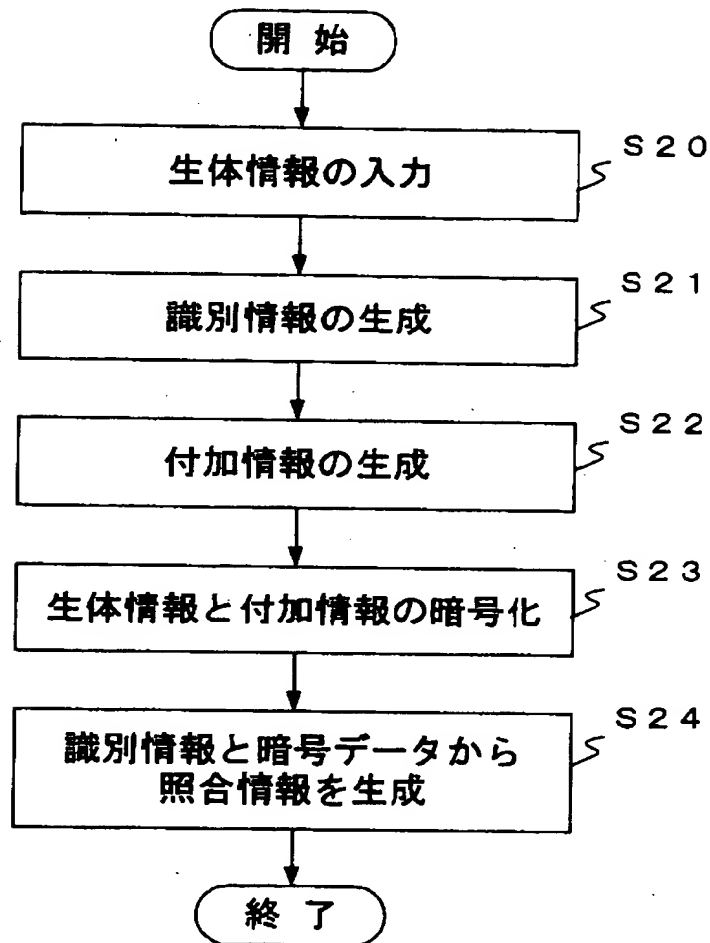 開 始
生体情報の入力
S20
識別情報の生成
S21
付加情報の生成
S22
生体情報と付加情報の暗号化
S23
識別情報と暗号データから
照合情報を生成
S24
終 了